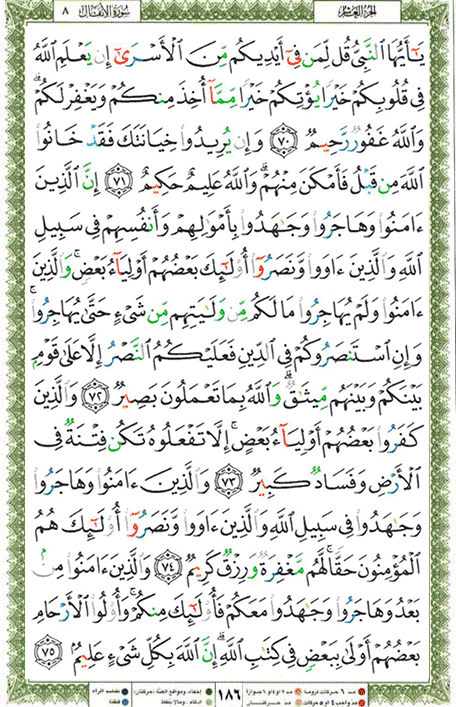 الجزء العاشر سورة الأنفال ٨
يَـٰٓأَيُّهَا ٱلنَّبِىُّ قُل لِّمَن فِىٓ أَيْدِيكُم مِّنَ ٱلْأَسْرَىٰٓ إِن يَعْلَمِ ٱللَّهُ
فِى قُلُوبِكُمْ خَيْرًا يُؤْتِكُمْ خَيْرًا مِّمَّآ أُخِذَ مِنكُمْ وَيَغْفِرْ لَكُمْ ۗ
وَٱللَّهُ غَفُورٌ رَّحِيمٌ ٧٠ وَإِن يُرِيدُوا۟ خِيَانَتَكَ فَقَدْ خَانُوا۟
ٱللَّهَ مِن قَبْلُ فَأَمْكَنَ مِنْهُمْ ۗ وَٱللَّهُ عَلِيمٌ حَكِيمٌ ٧١ إِنَّ ٱلَّذِينَ
ءَامَنُوا۟ وَهَاجَرُوا۟ وَجَـٰهَدُوا۟ بِأَمْوَٰلِهِمْ وَأَنفُسِهِمْ فِى سَبِيلِ
ٱللَّهِ وَٱلَّذِينَ ءَاوَوا۟ وَّنَصَرُوٓا۟ أُو۟لَـٰٓئِكَ بَعْضُهُمْ أَوْلِيَآءُ بَعْضٍ ۚ وَٱلَّذِينَ
ءَامَنُوا۟ وَلَمْ يُهَاجِرُوا۟ مَا لَكُم مِّن وَلَـٰيَتِهِم مِّن شَىْءٍ حَتَّىٰ يُهَاجِرُوا۟ ۚ
وَإِنِ ٱسْتَنصَرُوكُمْ فِى ٱلدِّينِ فَعَلَيْكُمُ ٱلنَّصْرُ إِلَّا عَلَىٰ قَوْمٍۭ
بَيْنَكُمْ وَبَيْنَهُم مِّيثَـٰقٌ ۗ وَٱللَّهُ بِمَا تَعْمَلُونَ بَصِيرٌ ٧٢ وَٱلَّذِينَ
كَفَرُوا۟ بَعْضُهُمْ أَوْلِيَآءُ بَعْضٍ ۚ إِلَّا تَفْعَلُوهُ تَكُن فِتْنَةٌ فِى
ٱلْأَرْضِ وَفَسَادٌ كَبِيرٌ ٧٣ وَٱلَّذِينَ ءَامَنُوا۟ وَهَاجَرُوا۟
وَجَـٰهَدُوا۟ فِى سَبِيلِ ٱللَّهِ وَٱلَّذِينَ ءَاوَوا۟ وَّنَصَرُوٓا۟ أُو۟لَـٰٓئِكَ هُمُ
ٱلْمُؤْمِنُونَ حَقًّا ۚ لَّهُم مَّغْفِرَةٌ وَرِزْقٌ كَرِيمٌ ٧٤ وَٱلَّذِينَ ءَامَنُوا۟ مِنۢ
بَعْدُ وَهَاجَرُوا۟ وَجَـٰهَدُوا۟ مَعَكُمْ فَأُو۟لَـٰٓئِكَ مِنكُمْ ۚ وَأُو۟لُوا۟ ٱلْأَرْحَامِ
بَعْضُهُمْ أَوْلَىٰ بِبَعْضٍ فِى كِتَـٰبِ ٱللَّهِ ۗ إِنَّ ٱللَّهَ بِكُلِّ شَىْءٍ عَلِيمٌۢ ٧٥
١٨٦